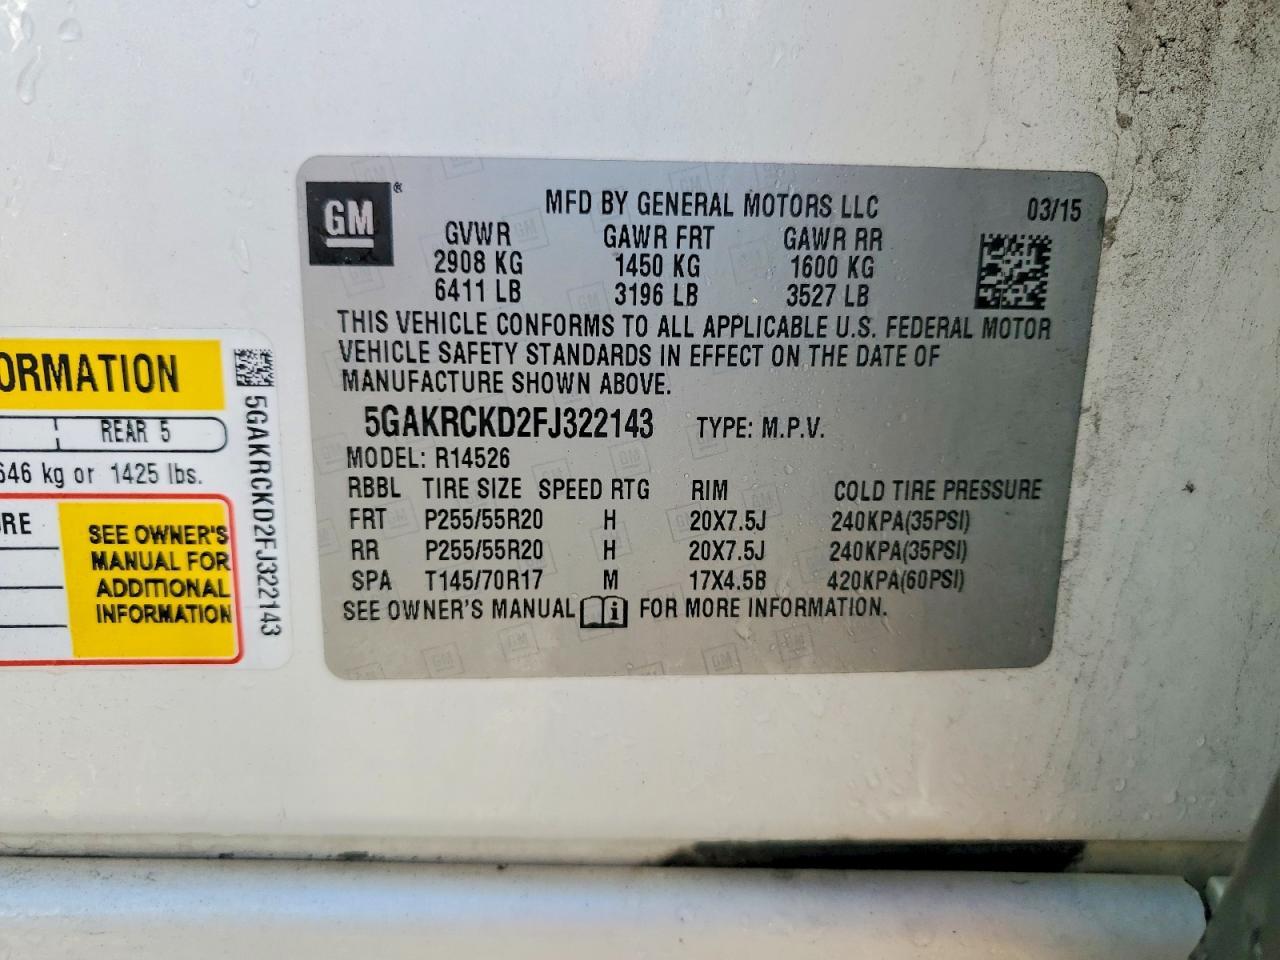 GM®
MFD BY GENERAL MOTORS LLC 03/15
GVWR GAWR FRT GAWR RR
2908 KG 1450 KG 1600 KG
6411 LB 3196 LB 3527 LB
THIS VEHICLE CONFORMS TO ALL APPLICABLE U.S. FEDERAL MOTOR
VEHICLE SAFETY STANDARDS IN EFFECT ON THE DATE OF
MANUFACTURE SHOWN ABOVE.
5GAKRCKD2FJ322143 TYPE: M.P.V.
MODEL: R14526
RBBL TIRE SIZE SPEED RTG RIM COLD TIRE PRESSURE
FRT P255/55R20 H 20X7.5J 240KPA(35PSI)
RR P255/55R20 H 20X7.5J 240KPA(35PSI)
SPA T145/70R17 M 17X4.5B 420KPA(60PSI)
SEE OWNER'S MANUAL i FOR MORE INFORMATION.
ORMATION
REAR 5
646 kg or 1425 lbs.
RE
SEE OWNER'S
MANUAL FOR
ADDITIONAL
INFORMATION
5GAKRCKD2FJ322143